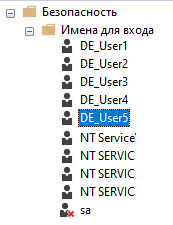 Безопасность
Имена для входа
DE_User1
DE_User2
DE_User3
DE_User4
DE_User5
NT Service'
NT SERVIC
NT SERVIC
NT SERVIC
sa